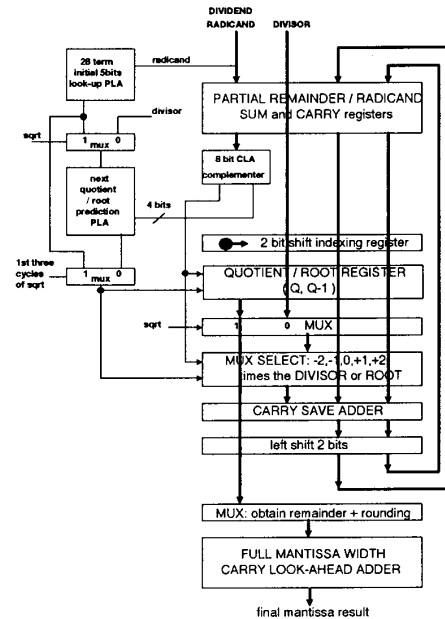 DIVIDEND
RADICAND
DIVISOR
28 term
initial 5bits
look-up PLA
radicand
PARTIAL REMAINDER / RADICAND
SUM and CARRY registers
divisor
sqrt
1 0
mux
8 bit CLA
complementer
next
quotient
/ root
prediction
PLA
4 bits
2 bit shift indexing register
1st three
cycles
of sqrt
1 0
mux
QUOTIENT / ROOT REGISTER
( Q, Q-1 )
sqrt
1 0 MUX
MUX SELECT: -2,-1,0,+1,+2
times the DIVISOR or ROOT
CARRY SAVE ADDER
left shift 2 bits
MUX: obtain remainder + rounding
FULL MANTISSA WIDTH
CARRY LOOK-AHEAD ADDER
final mantissa result